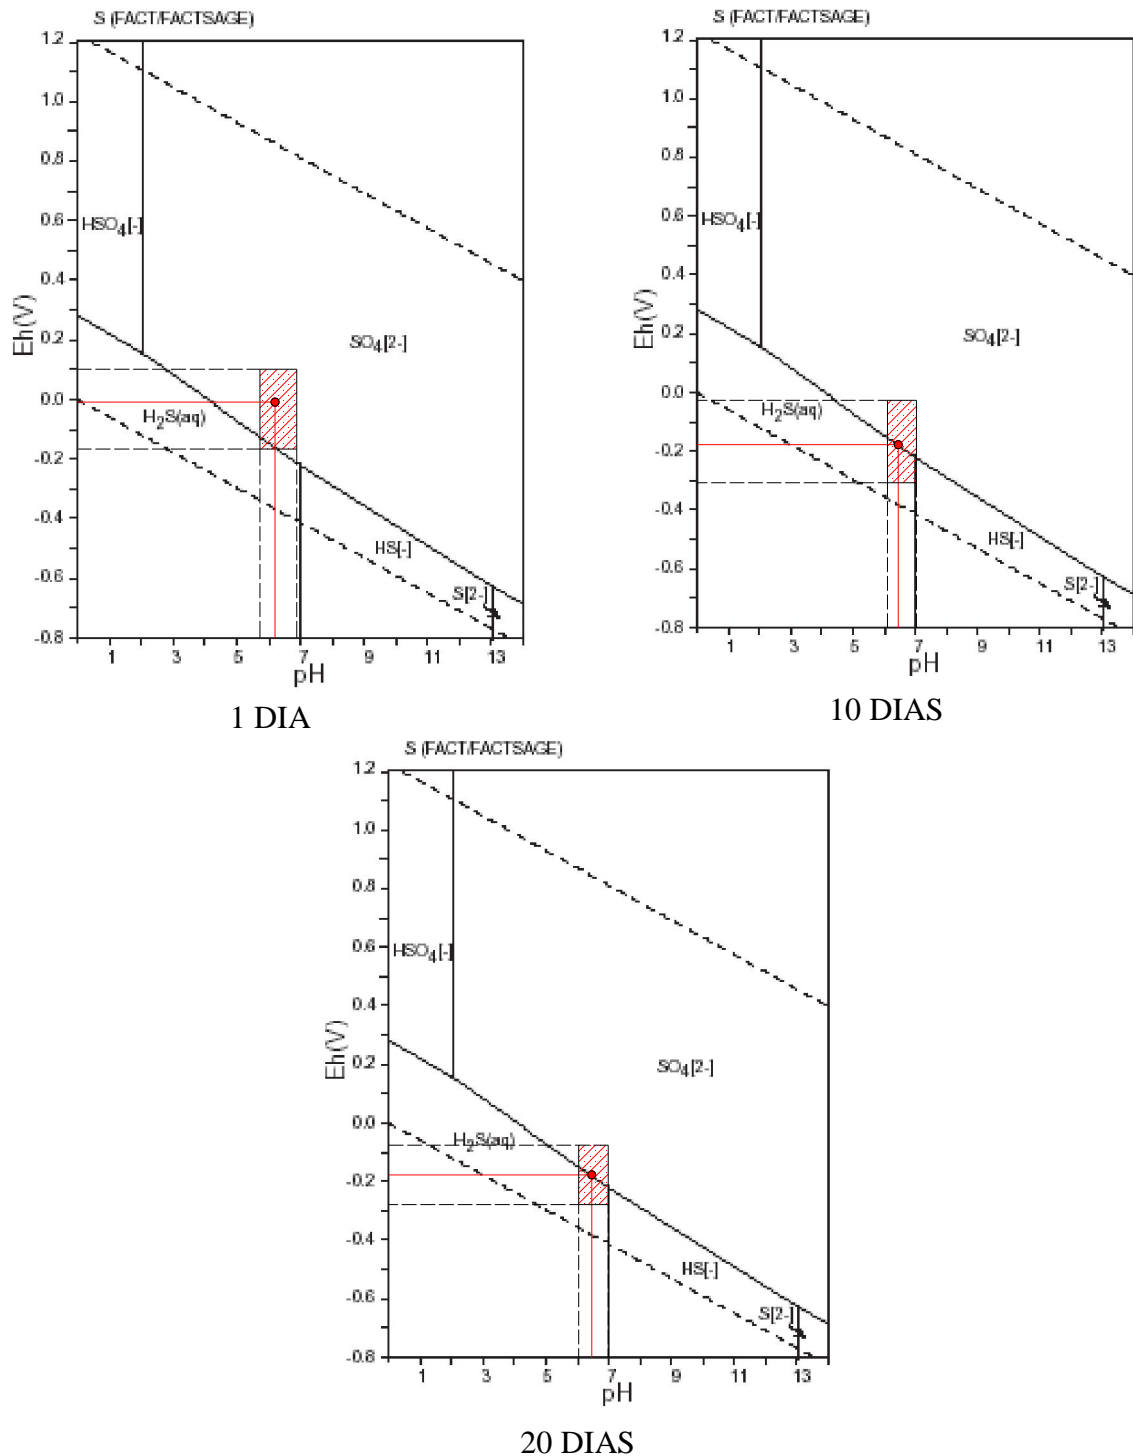 S (FACT/FACTSAGE)
1.2
1.0
0.8
0.6
0.4
0.2
0.0
-0.2
-0.4
-0.6
-0.8
Eh(V)
HSO4[-]
SO4[2-]
H2S(aq)
HS[-]
S[2-]
1 3 5 7 9 11 13
pH
1 DIA
S (FACT/FACTSAGE)
1.2
1.0
0.8
0.6
0.4
0.2
0.0
-0.2
-0.4
-0.6
-0.8
Eh(V)
HSO4[-]
SO4[2-]
H2S(aq)
HS[-]
S[2-]
1 3 5 7 9 11 13
pH
10 DIAS
S (FACT/FACTSAGE)
1.2
1.0
0.8
0.6
0.4
0.2
0.0
-0.2
-0.4
-0.6
-0.8
Eh(V)
HSO4[-]
SO4[2-]
H2S(aq)
HS[-]
S[2-]
1 3 5 7 9 11 13
pH
20 DIAS